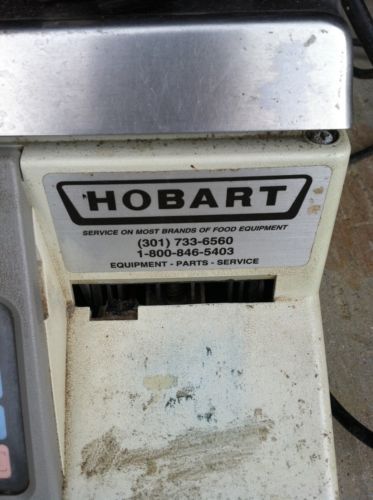 HOBART
SERVICE ON MOST BRANDS OF FOOD EQUIPMENT
(301) 733-6560
1-800-846-5403
EQUIPMENT - PARTS - SERVICE